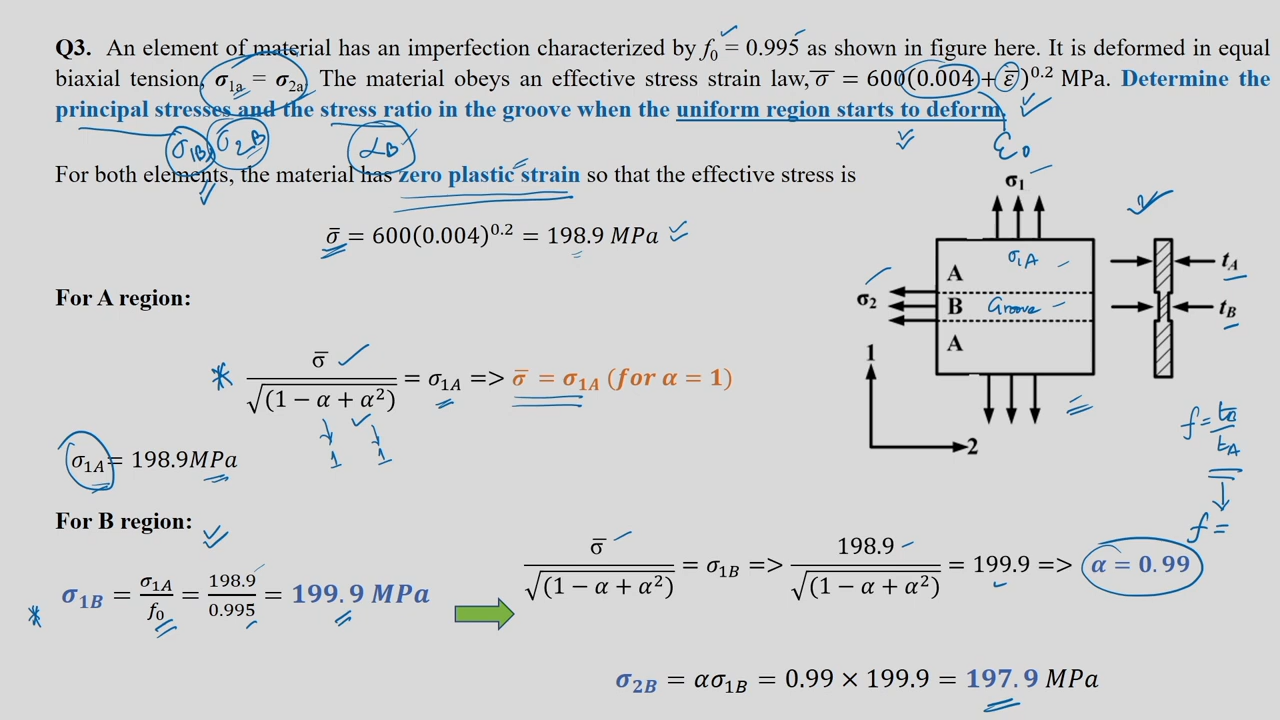 Q3. An element of material has an imperfection characterized by f₀ = 0.995 as shown in figure here. It is deformed in equal
biaxial tension, σ₁ₐ = σ₂ₐ. The material obeys an effective stress strain law, σ̅ = 600(0.004 + ε̅)^0.2 MPa. Determine the
principal stresses and the stress ratio in the groove when the uniform region starts to deform.
σ1B, σ2B
αB
ε₀
For both elements, the material has zero plastic strain so that the effective stress is
σ̅ = 600(0.004)^0.2 = 198.9 MPa
For A region:
σ̅ / √(1 − α + α²) = σ1A => σ̅ = σ1A (for α = 1)
1 1
σ1A = 198.9MPa
For B region:
σ1B = σ1A / f₀ = 198.9 / 0.995 = 199.9 MPa
σ̅ / √(1 − α + α²) = σ1B => 198.9 / √(1 − α + α²) = 199.9 => α = 0.99
σ2B = ασ1B = 0.99 × 199.9 = 197.9 MPa
σ₁
σ1A
A
σ₂
B Groove
A
tA
tB
1
2
f = tB / tA
f =